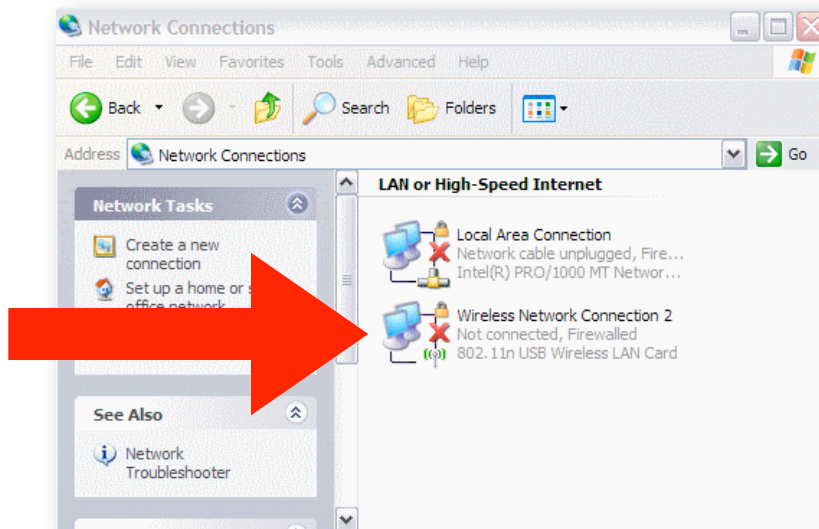 Network Connections
File Edit View Favorites Tools Advanced Help
Back Search Folders
Address Network Connections Go
Network Tasks
Create a new
connection
Set up a home or
office network
See Also
Network
Troubleshooter
LAN or High-Speed Internet
Local Area Connection
Network cable unplugged, Fire...
Intel(R) PRO/1000 MT Networ...
Wireless Network Connection 2
Not connected, Firewalled
802.11n USB Wireless LAN Card